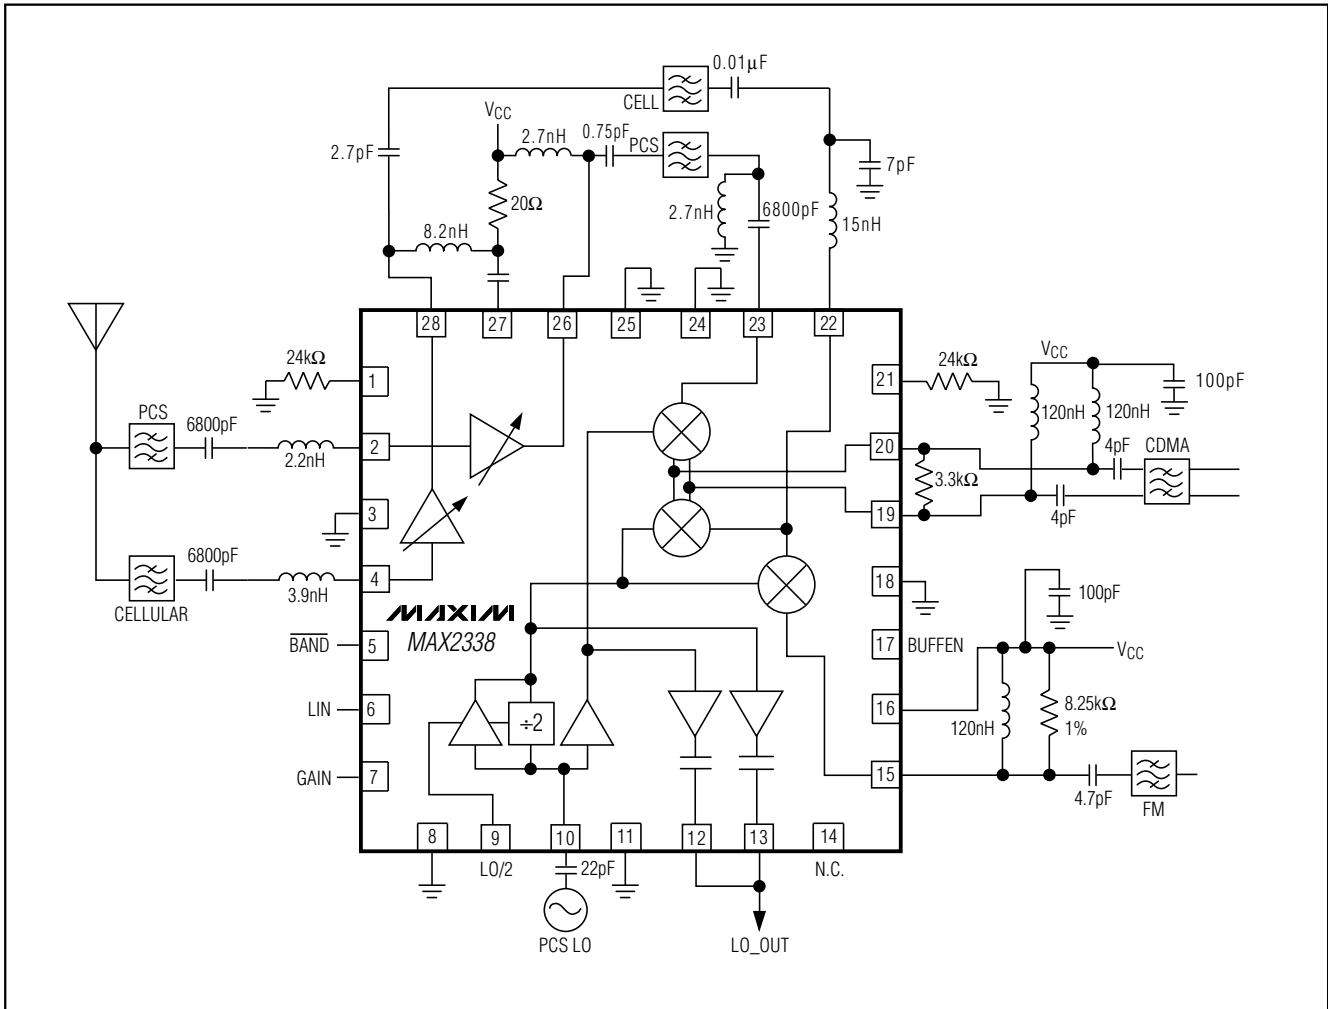 0.01µF
CELL
VCC
2.7nH
0.75pF
PCS
2.7pF
7pF
20Ω
2.7nH
6800pF
15nH
8.2nH
28
27
26
25
24
23
22
24kΩ
1
21
24kΩ
VCC
100pF
PCS
6800pF
2.2nH
2
20
120nH
120nH
4pF
CDMA
3.3kΩ
3
19
4pF
6800pF
CELLULAR
3.9nH
4
18
100pF
MAXIM
MAX2338
BAND
5
17
BUFFEN
VCC
LIN
6
16
÷2
120nH
8.25kΩ
1%
GAIN
7
15
4.7pF
FM
8
9
10
11
12
13
14
LO/2
22pF
N.C.
PCS LO
LO_OUT